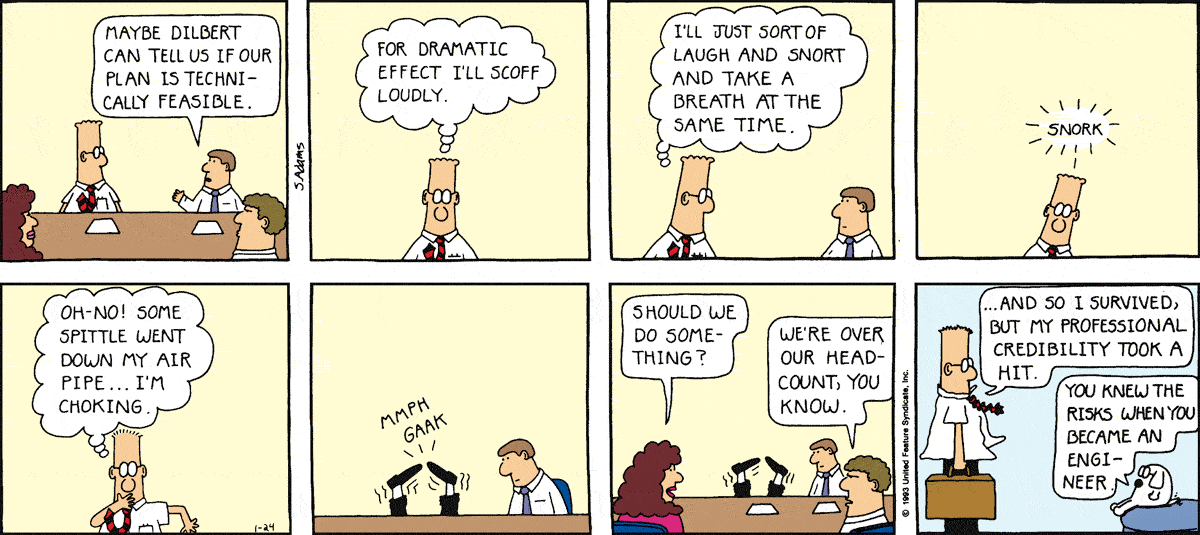 MAYBE DILBERT
CAN TELL US IF OUR
PLAN IS TECHNI-
CALLY FEASIBLE.
S.Adams
FOR DRAMATIC
EFFECT I'LL SCOFF
LOUDLY.
I'LL JUST SORT OF
LAUGH AND SNORT
AND TAKE A
BREATH AT THE
SAME TIME.
SNORK
OH-NO! SOME
SPITTLE WENT
DOWN MY AIR
PIPE... I'M
CHOKING.
1-24
MMPH
GAAK
SHOULD WE
DO SOME-
THING?
WE'RE OVER
OUR HEAD-
COUNT, YOU
KNOW.
© 1993 United Feature Syndicate, Inc.
...AND SO I SURVIVED,
BUT MY PROFESSIONAL
CREDIBILITY TOOK A
HIT.
YOU KNEW THE
RISKS WHEN YOU
BECAME AN
ENGI-
NEER.